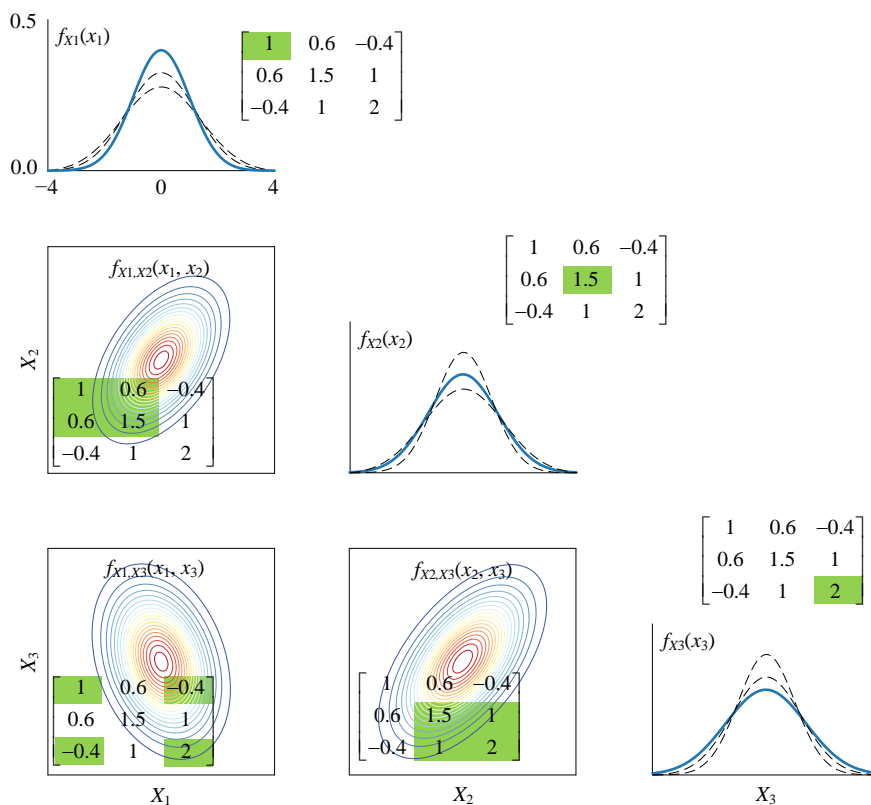 0.5
f_{X1}(x_1)
1 0.6 −0.4
0.6 1.5 1
−0.4 1 2
0.0
−4 0 4
1 0.6 −0.4
0.6 1.5 1
−0.4 1 2
f_{X1,X2}(x_1, x_2)
X_2
1 0.6 −0.4
0.6 1.5 1
−0.4 1 2
f_{X2}(x_2)
1 0.6 −0.4
0.6 1.5 1
−0.4 1 2
f_{X1,X3}(x_1, x_3)
X_3
1 0.6 −0.4
0.6 1.5 1
−0.4 1 2
X_1
f_{X2,X3}(x_2, x_3)
1 0.6 −0.4
0.6 1.5 1
−0.4 1 2
X_2
f_{X3}(x_3)
X_3